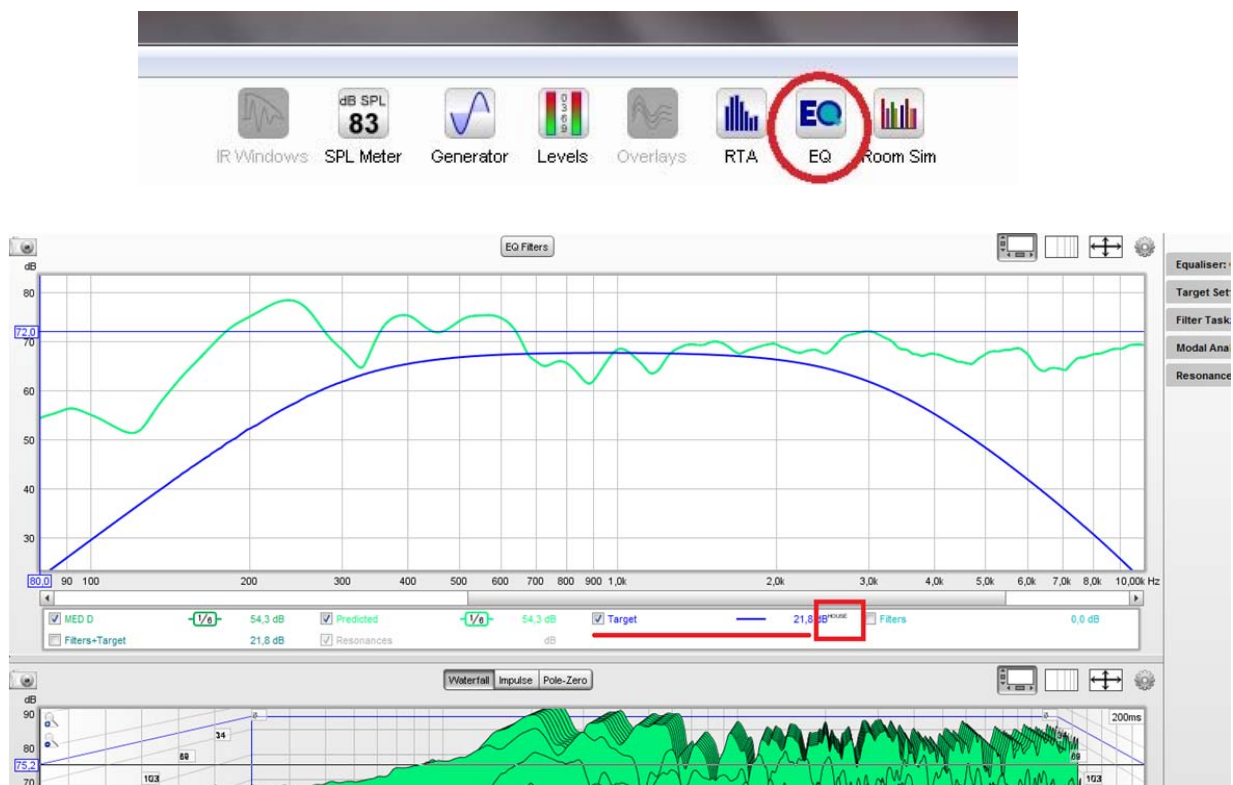 dB SPL
83
EQ
IR Windows SPL Meter Generator Levels Overlays RTA EQ Room Sim
EQ Filters
dB
80
72,0
70
60
50
40
30
80,0 90 100 200 300 400 500 600 700 800 900 1,0k 2,0k 3,0k 4,0k 5,0k 6,0k 7,0k 8,0k 10,00k Hz
MED D 1/6 54,3 dB Predicted 1/6 54,3 dB Target 21,8 dB HOUSE Filters 0,0 dB
Filters+Target 21,8 dB Resonances dB
Equaliser:
Target Set
Filter Task
Modal Ana
Resonance
Waterfall Impulse Pole-Zero
dB
90
80
75,2
70
0 0 200ms
34 34
69 69
103 103